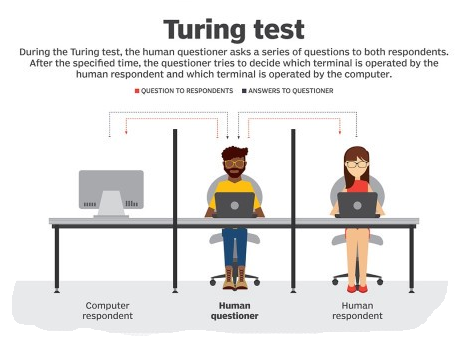 Turing test
During the Turing test, the human questioner asks a series of questions to both respondents.
After the specified time, the questioner tries to decide which terminal is operated by the
human respondent and which terminal is operated by the computer.
QUESTION TO RESPONDENTS ANSWERS TO QUESTIONER
Computer
respondent
Human
questioner
Human
respondent